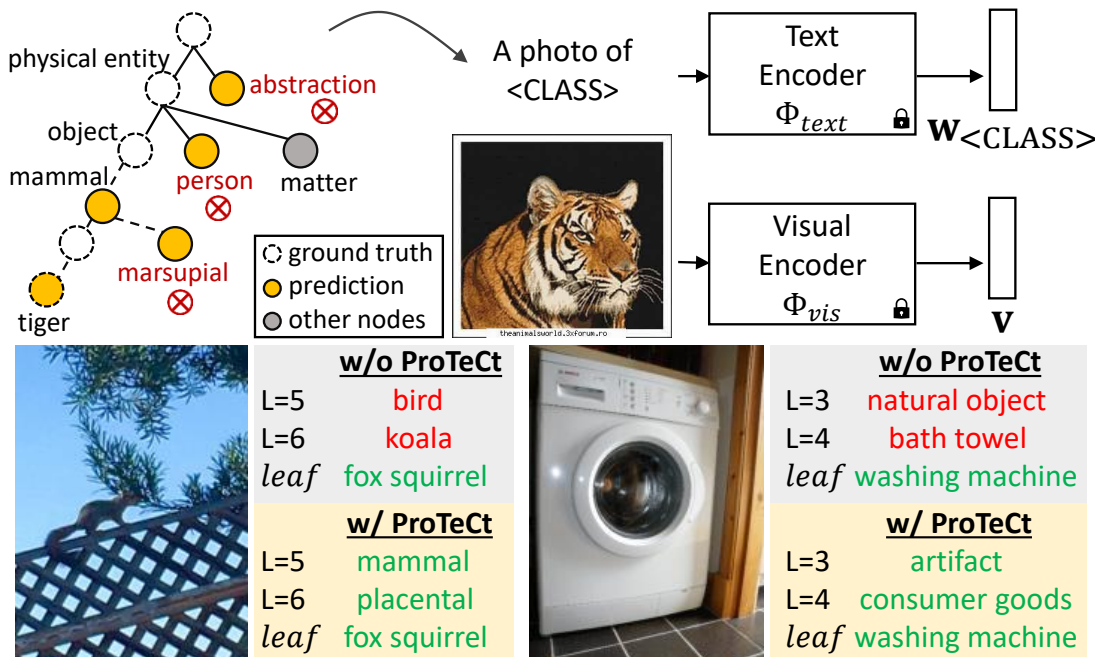 physical entity
abstraction
object
mammal
person
matter
marsupial
tiger
ground truth
prediction
other nodes
A photo of
<CLASS>
theanimalsworld.3xforum.ro
Text
Encoder
Φtext
w<CLASS>
Visual
Encoder
Φvis
v
w/o ProTeCt
L=5 bird
L=6 koala
leaf fox squirrel
w/ ProTeCt
L=5 mammal
L=6 placental
leaf fox squirrel
w/o ProTeCt
L=3 natural object
L=4 bath towel
leaf washing machine
w/ ProTeCt
L=3 artifact
L=4 consumer goods
leaf washing machine